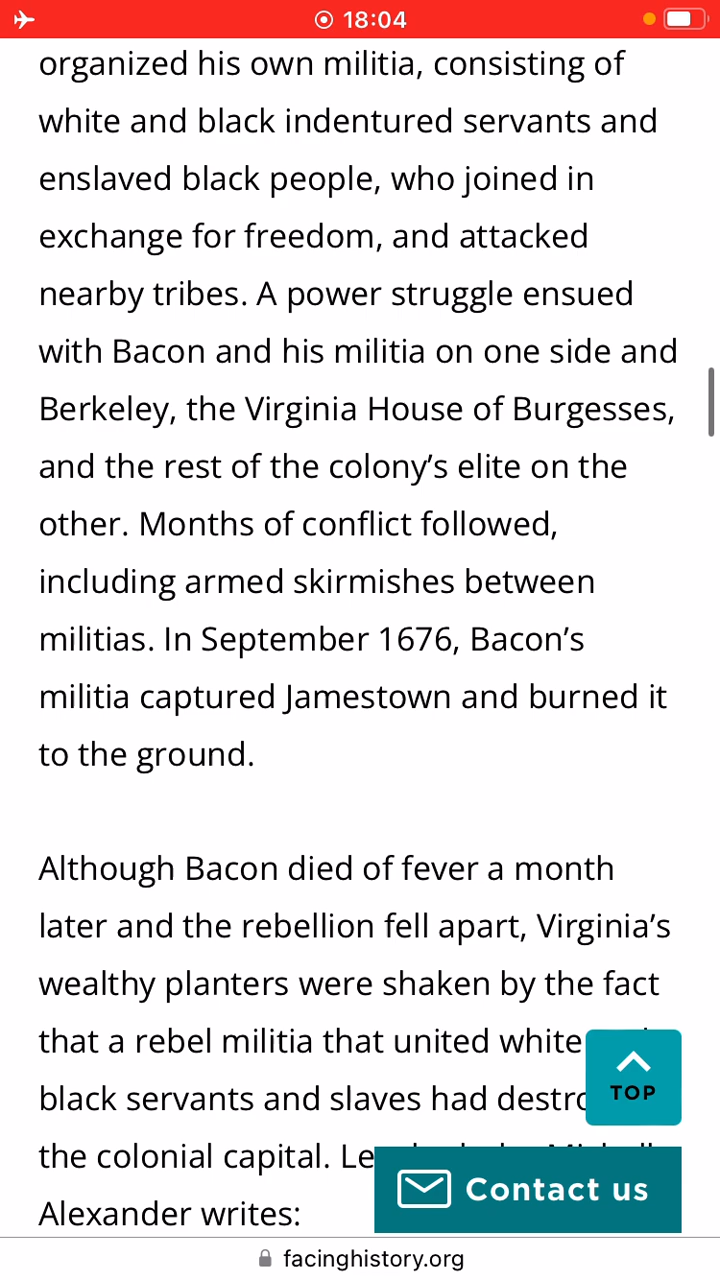 18:04
organized his own militia, consisting of
white and black indentured servants and
enslaved black people, who joined in
exchange for freedom, and attacked
nearby tribes. A power struggle ensued
with Bacon and his militia on one side and
Berkeley, the Virginia House of Burgesses,
and the rest of the colony’s elite on the
other. Months of conflict followed,
including armed skirmishes between
militias. In September 1676, Bacon’s
militia captured Jamestown and burned it
to the ground.
Although Bacon died of fever a month
later and the rebellion fell apart, Virginia’s
wealthy planters were shaken by the fact
that a rebel militia that united white
black servants and slaves had
the colonial capital.
Alexander writes:
TOP
Contact us
facinghistory.org